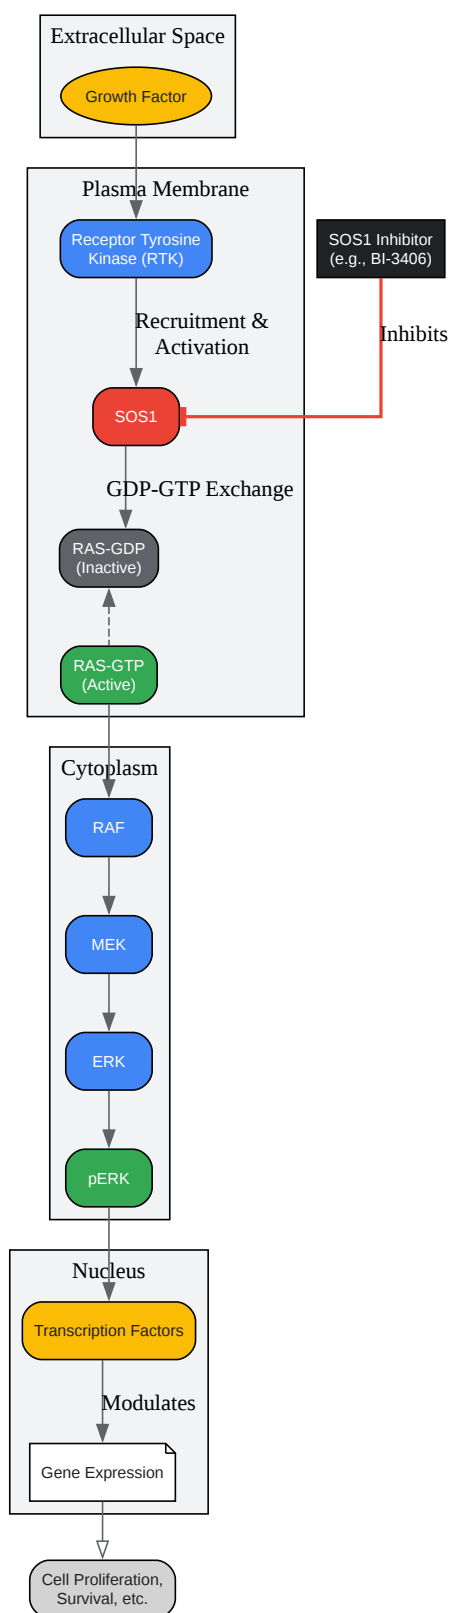 Extracellular Space
Growth Factor
Plasma Membrane
Receptor Tyrosine
Kinase (RTK)
SOS1 Inhibitor
(e.g., BI-3406)
Recruitment &
Activation
Inhibits
SOS1
GDP-GTP Exchange
RAS-GDP
(Inactive)
RAS-GTP
(Active)
Cytoplasm
RAF
MEK
ERK
pERK
Nucleus
Transcription Factors
Modulates
Gene Expression
Cell Proliferation,
Survival, etc.